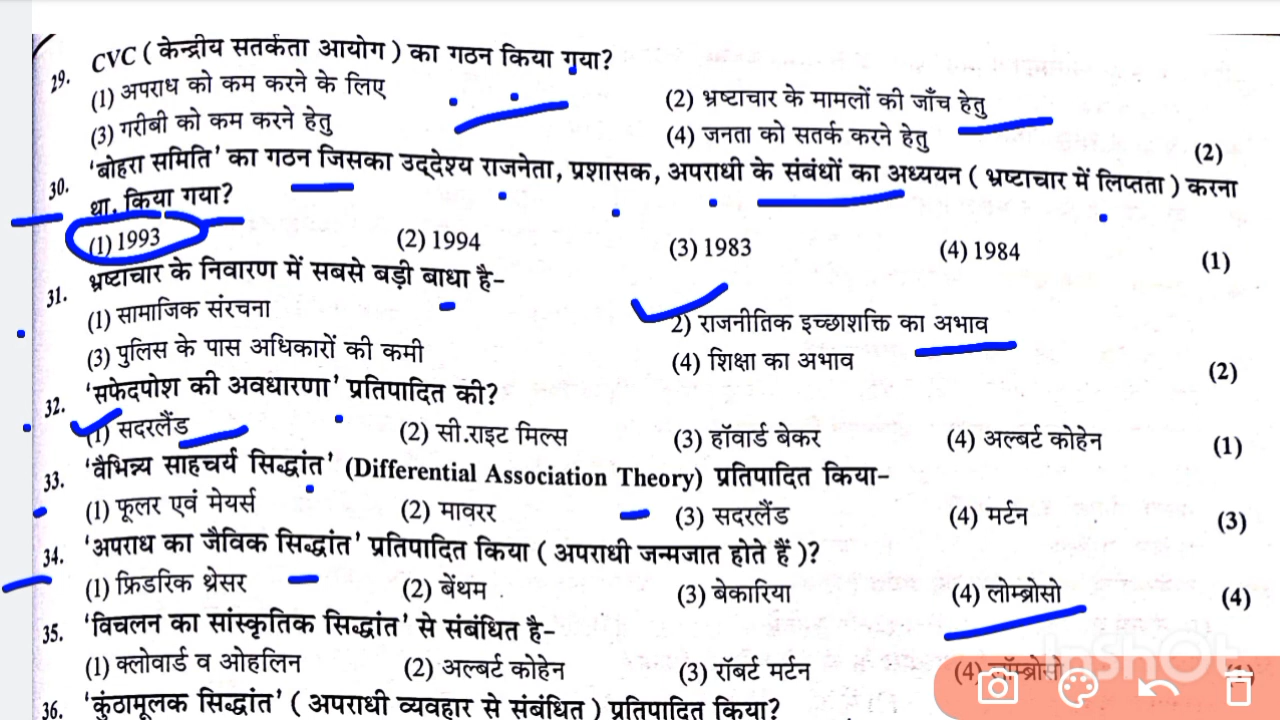 29. CVC ( केन्द्रीय सतर्कता आयोग ) का गठन किया गया?
(1) अपराध को कम करने के लिए (2) भ्रष्टाचार के मामलों की जाँच हेतु
(3) गरीबी को कम करने हेतु (4) जनता को सतर्क करने हेतु (2)
30. 'बोहरा समिति' का गठन जिसका उद्देश्य राजनेता, प्रशासक, अपराधी के संबंधों का अध्ययन ( भ्रष्टाचार में लिप्तता ) करना
था, किया गया?
(1) 1993 (2) 1994 (3) 1983 (4) 1984 (1)
31. भ्रष्टाचार के निवारण में सबसे बड़ी बाधा है-
(1) सामाजिक संरचना 2) राजनीतिक इच्छाशक्ति का अभाव
(3) पुलिस के पास अधिकारों की कमी (4) शिक्षा का अभाव (2)
32. 'सफेदपोश की अवधारणा' प्रतिपादित की?
(1) सदरलैंड (2) सी.राइट मिल्स (3) हॉवार्ड बेकर (4) अल्बर्ट कोहेन (1)
33. 'वैभिन्न्य साहचर्य सिद्धांत' (Differential Association Theory) प्रतिपादित किया-
(1) फूलर एवं मेयर्स (2) मावरर (3) सदरलैंड (4) मर्टन (3)
34. 'अपराध का जैविक सिद्धांत' प्रतिपादित किया ( अपराधी जन्मजात होते हैं )?
(1) फ्रिडरिक थ्रेसर (2) बेंथम (3) बेकारिया (4) लोम्ब्रोसो (4)
35. 'विचलन का सांस्कृतिक सिद्धांत' से संबंधित है-
(1) क्लोवार्ड व ओहलिन (2) अल्बर्ट कोहेन (3) रॉबर्ट मर्टन (4) लॉम्ब्रोसो (1)
InshOt
36. 'कुंठामूलक सिद्धांत' ( अपराधी व्यवहार से संबंधित ) प्रतिपादित किया?